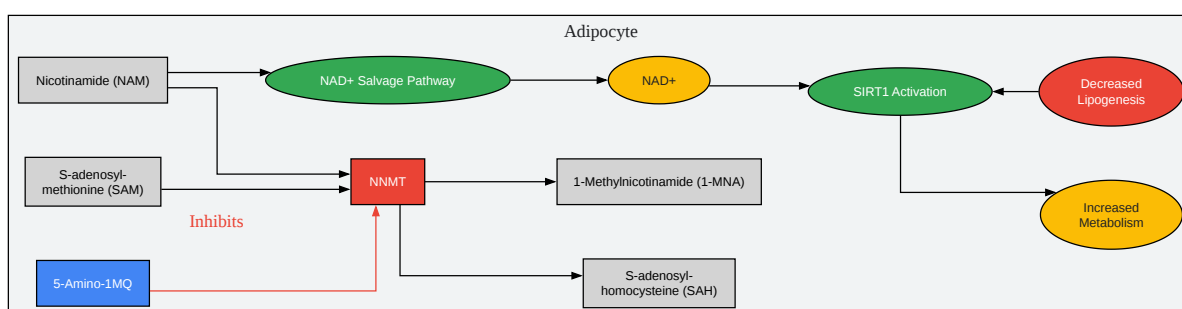 Adipocyte
Nicotinamide (NAM)
NAD+ Salvage Pathway
NAD+
SIRT1 Activation
Decreased
Lipogenesis
S-adenosyl-
methionine (SAM)
NNMT
1-Methylnicotinamide (1-MNA)
Inhibits
Increased
Metabolism
5-Amino-1MQ
S-adenosyl-
homocysteine (SAH)